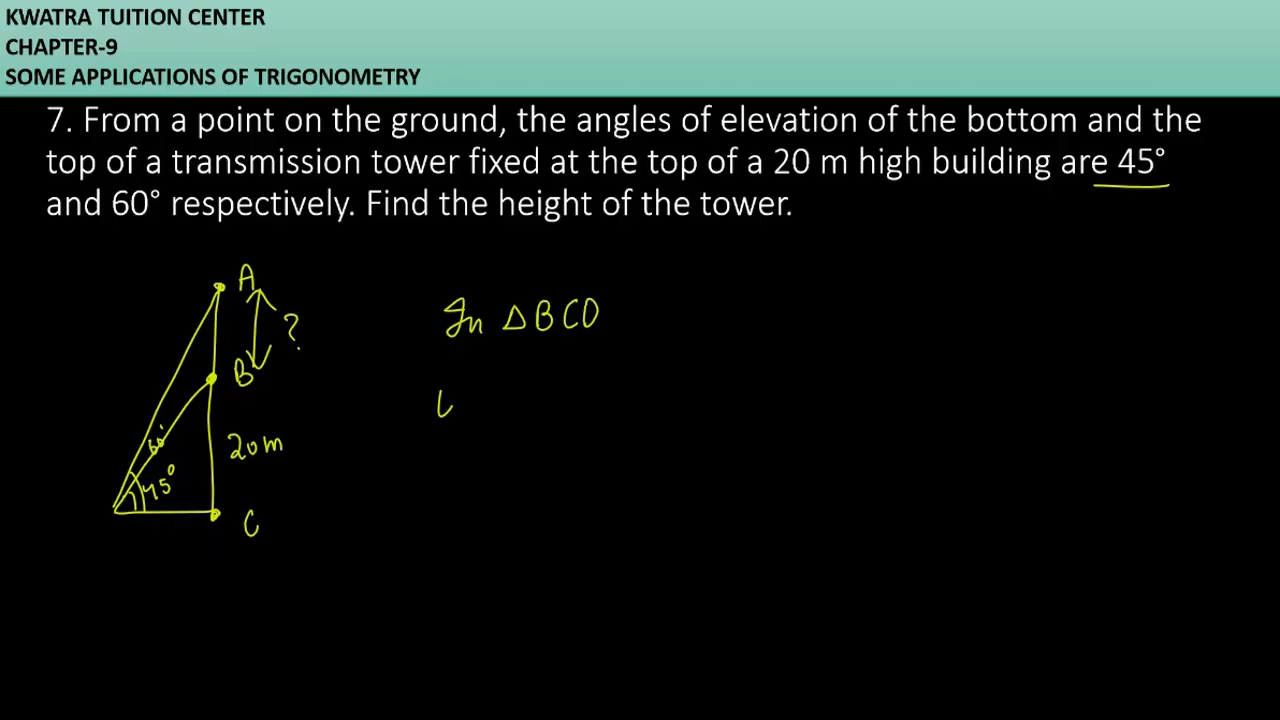 KWATRA TUITION CENTER
CHAPTER-9
SOME APPLICATIONS OF TRIGONOMETRY
7. From a point on the ground, the angles of elevation of the bottom and the
top of a transmission tower fixed at the top of a 20 m high building are 45°
and 60° respectively. Find the height of the tower.
A
?
B
60°
45°
20m
C
In △BCD